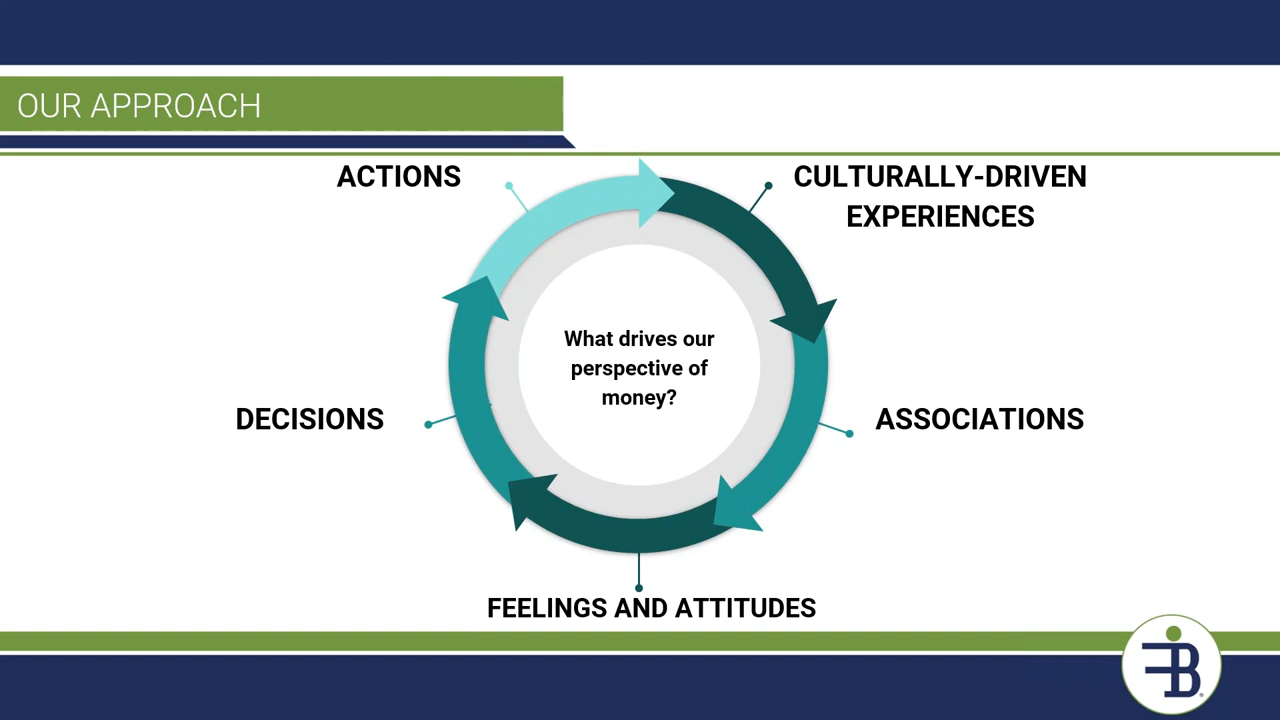 OUR APPROACH
ACTIONS
CULTURALLY-DRIVEN
EXPERIENCES
What drives our
perspective of
money?
DECISIONS
ASSOCIATIONS
FEELINGS AND ATTITUDES